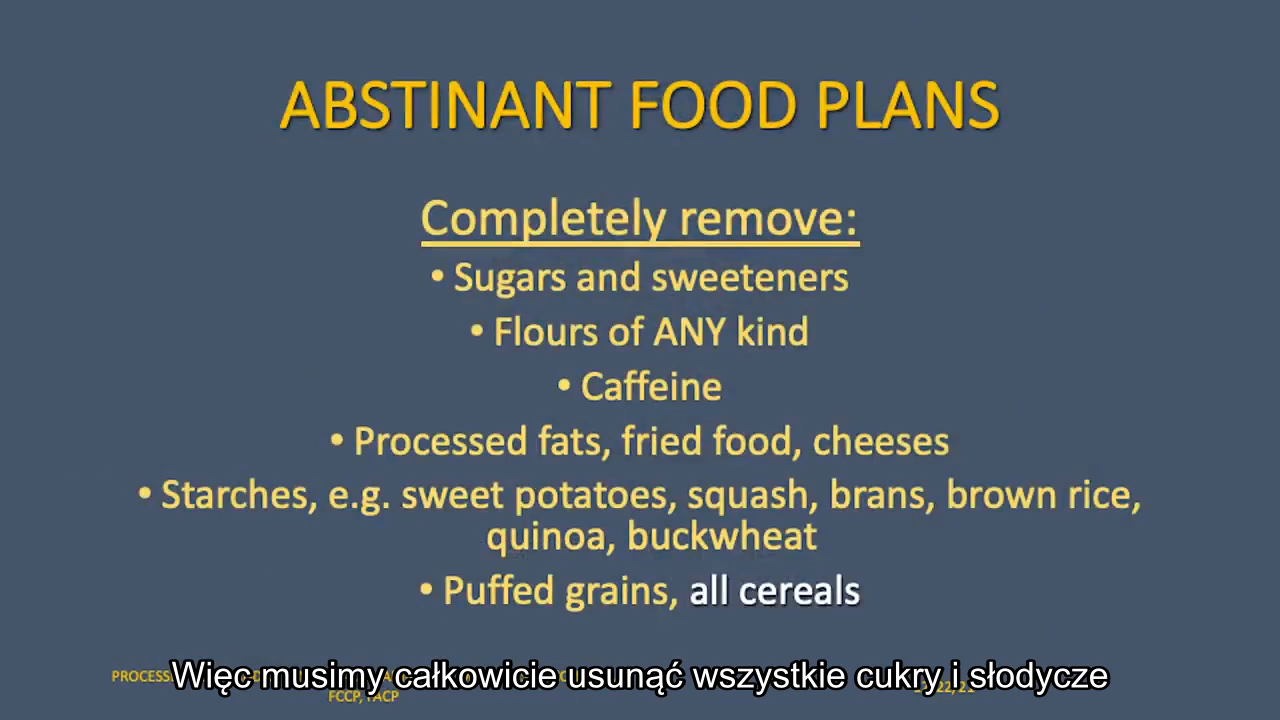 ABSTINANT FOOD PLANS
Completely remove:
• Sugars and sweeteners
• Flours of ANY kind
• Caffeine
• Processed fats, fried food, cheeses
• Starches, e.g. sweet potatoes, squash, brans, brown rice,
quinoa, buckwheat
• Puffed grains, all cereals
Więc musimy całkowicie usunąć wszystkie cukry i słodycze
FCCP, FACP